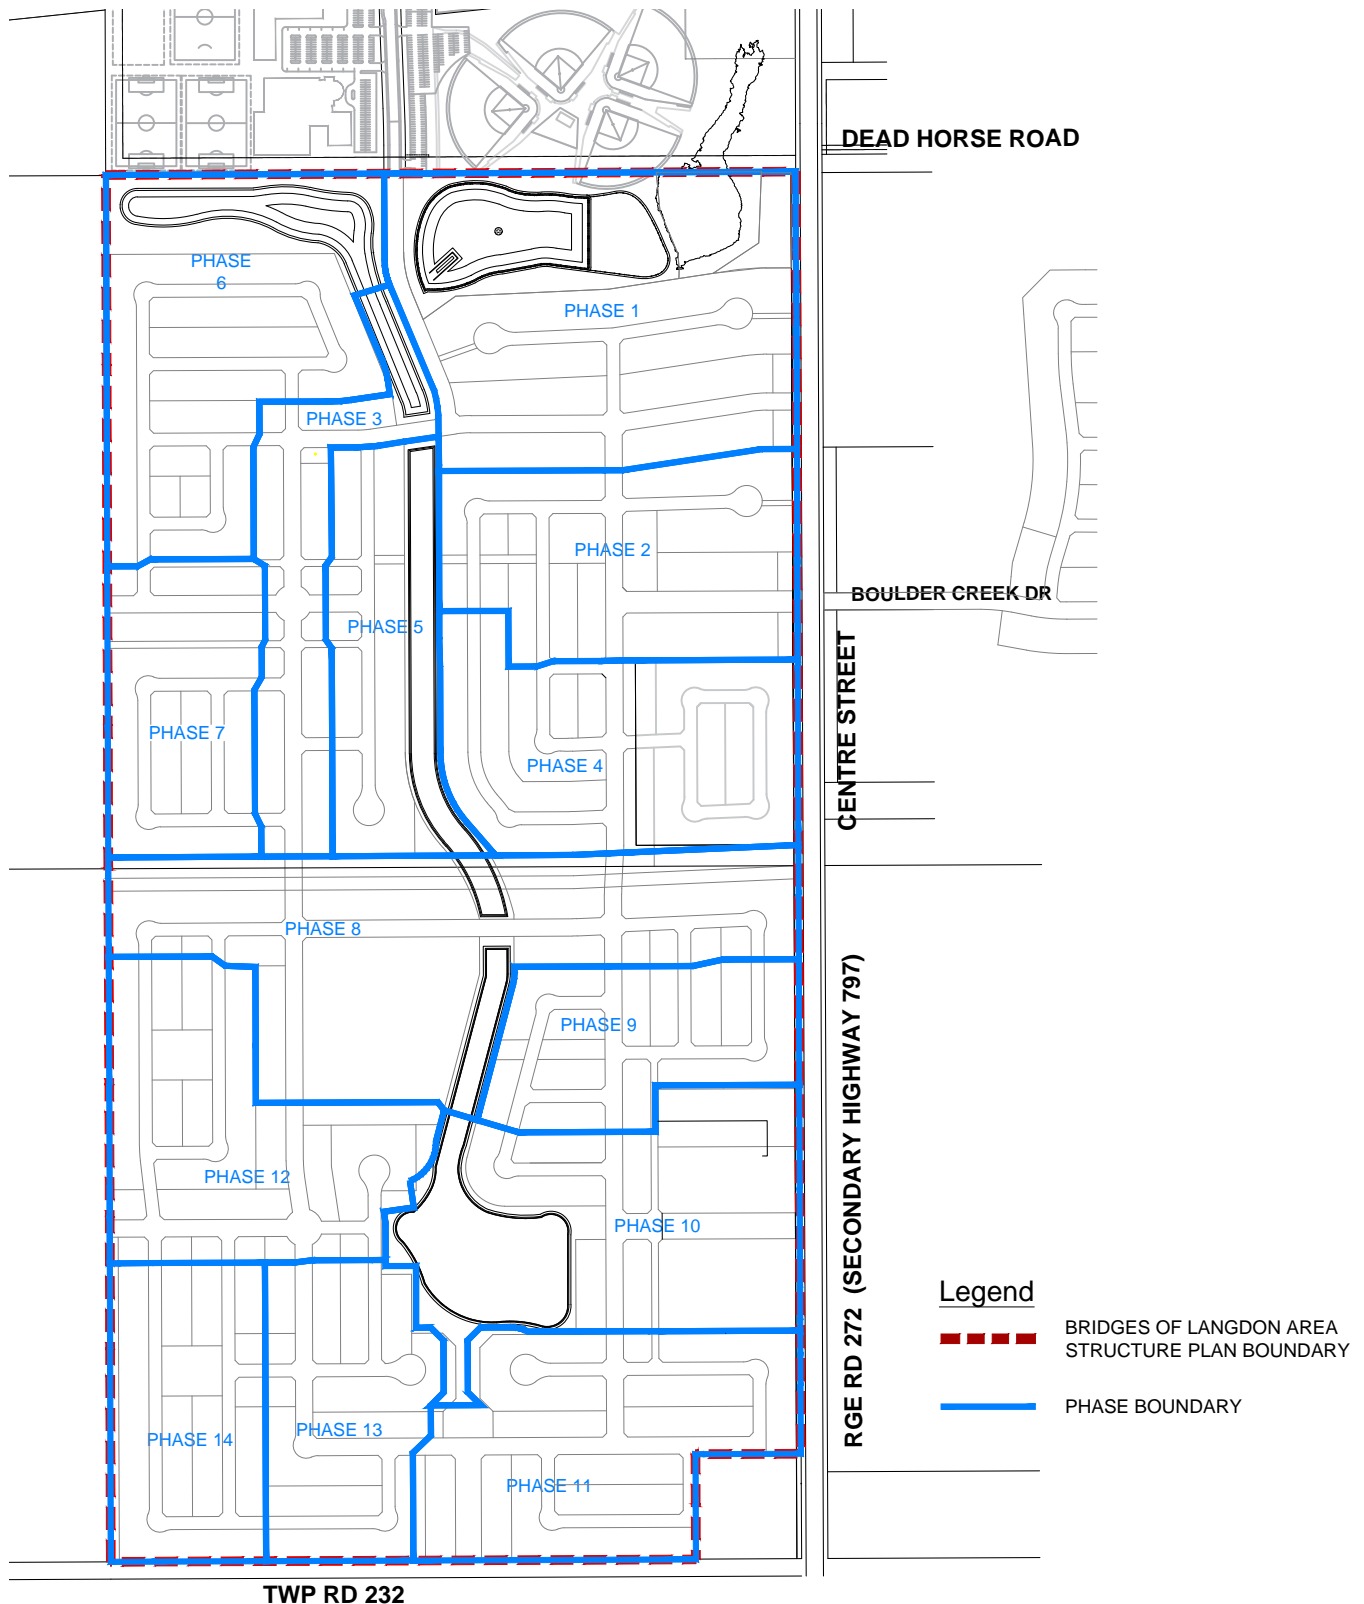 DEAD HORSE ROAD
PHASE
6
PHASE 1
PHASE 3
PHASE 2
BOULDER CREEK DR
PHASE 5
CENTRE STREET
PHASE 7
PHASE 4
PHASE 8
PHASE 9
RGE RD 272 (SECONDARY HIGHWAY 797)
PHASE 12
PHASE 10
Legend
BRIDGES OF LANGDON AREA
STRUCTURE PLAN BOUNDARY
PHASE BOUNDARY
PHASE 14
PHASE 13
PHASE 11
TWP RD 232